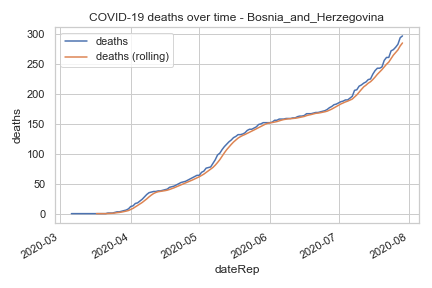 COVID-19 deaths over time - Bosnia_and_Herzegovina
deaths
deaths (rolling)
300
250
200
150
100
50
0
deaths
2020-03
2020-04
2020-05
2020-06
2020-07
2020-08
dateRep